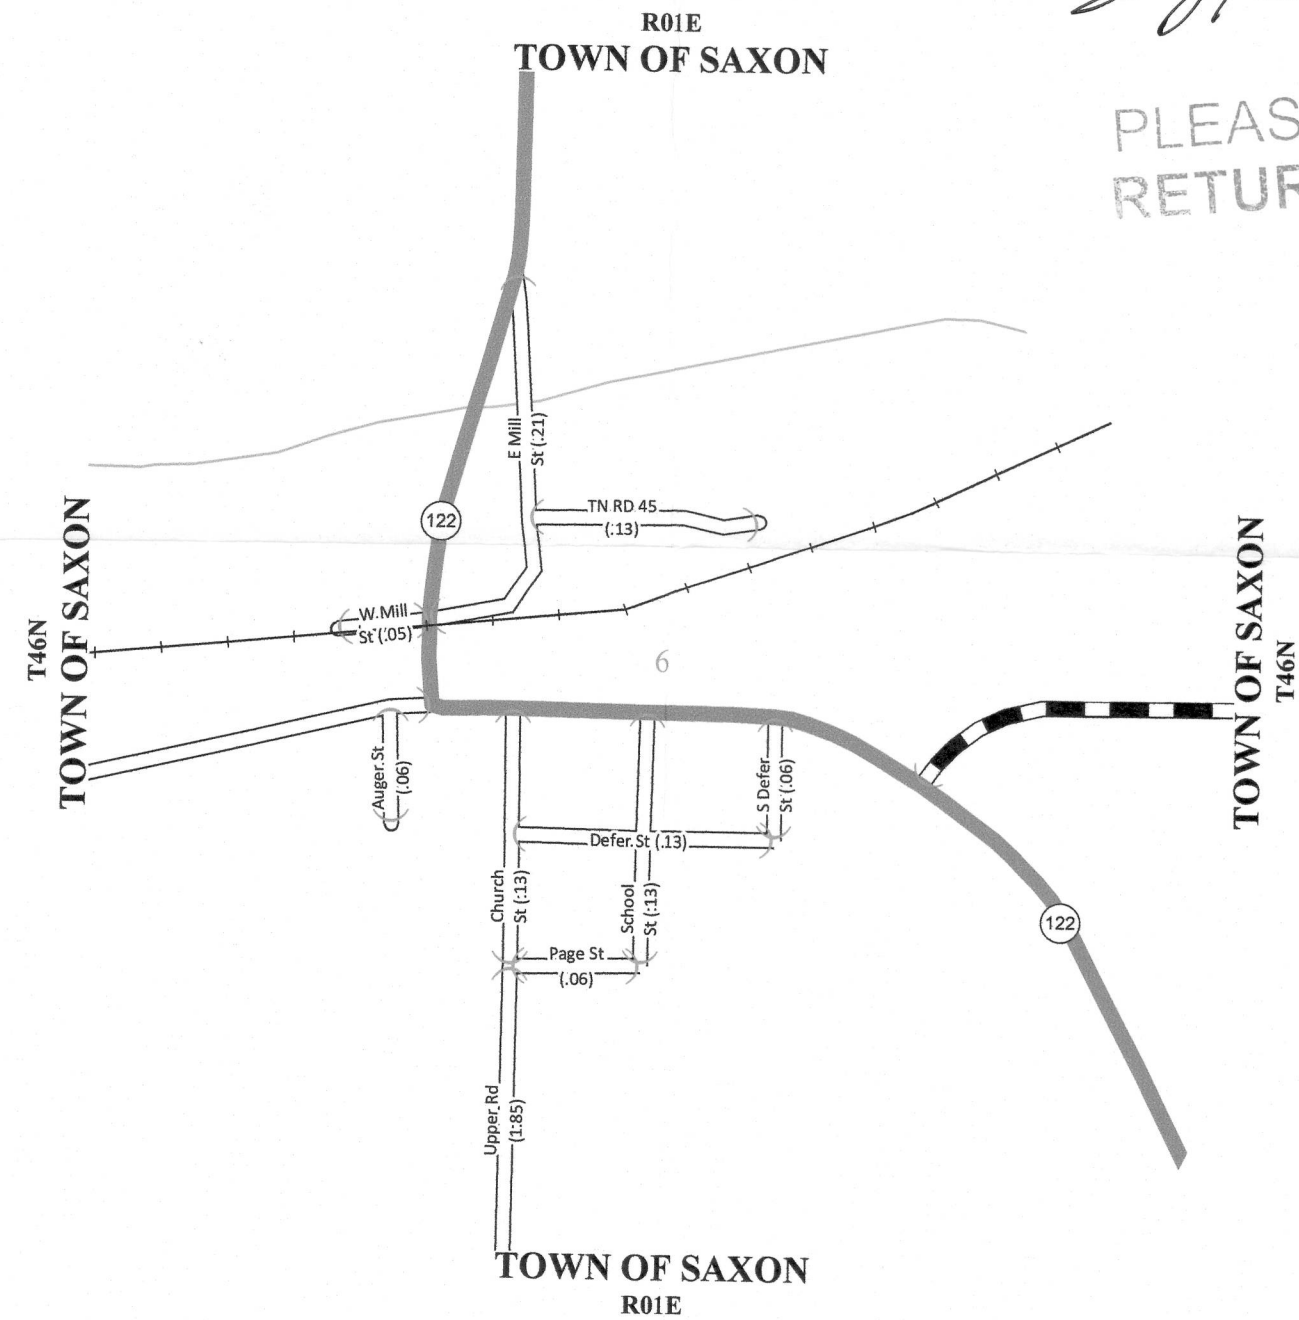 R01E
TOWN OF SAXON
PLEAS
RETUR
E Mill
St (.21)
TN RD 45
(.13)
122
W Mill
St (.05)
T46N
TOWN OF SAXON
6
TOWN OF SAXON
T46N
Auger St
(.06)
S Defer
St (.06)
Defer St (.13)
Church
St (.13)
School
St (.13)
122
Page St
(.06)
Upper Rd
(1.85)
TOWN OF SAXON
R01E